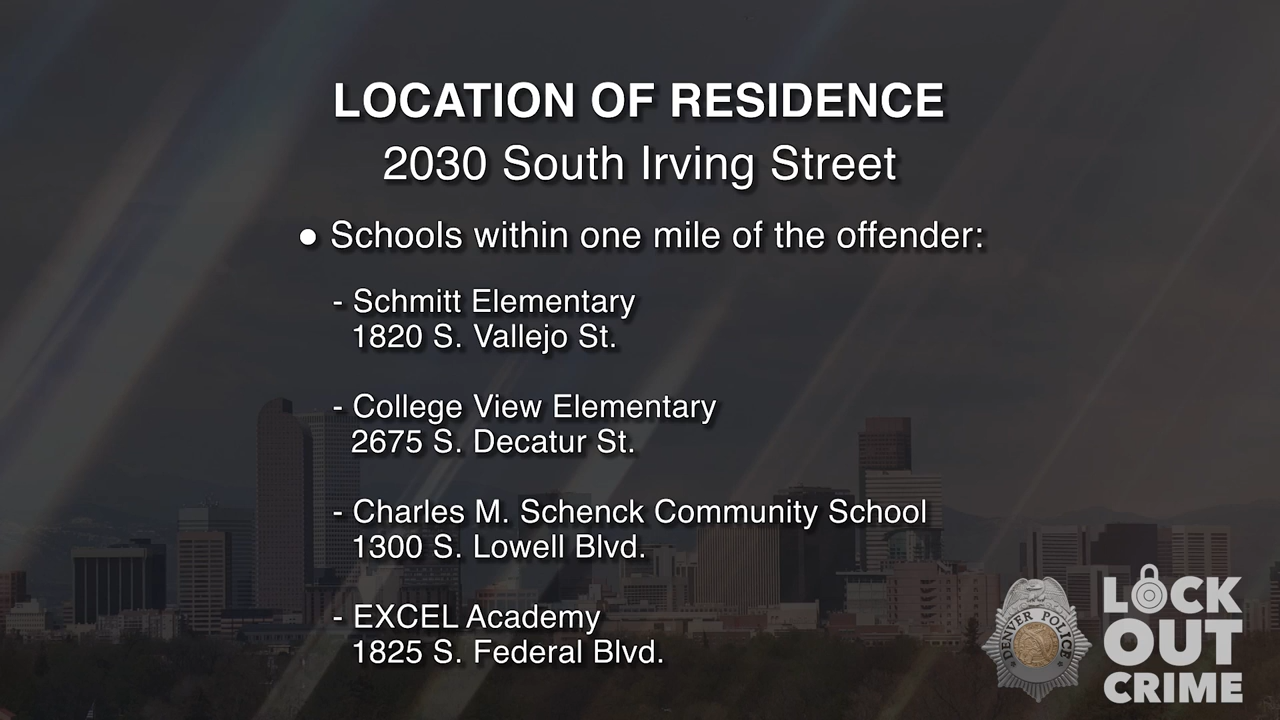 LOCATION OF RESIDENCE
2030 South Irving Street
● Schools within one mile of the offender:
- Schmitt Elementary
1820 S. Vallejo St.
- College View Elementary
2675 S. Decatur St.
- Charles M. Schenck Community School
1300 S. Lowell Blvd.
- EXCEL Academy
1825 S. Federal Blvd.
DENVER POLICE
LOCK
OUT
CRIME